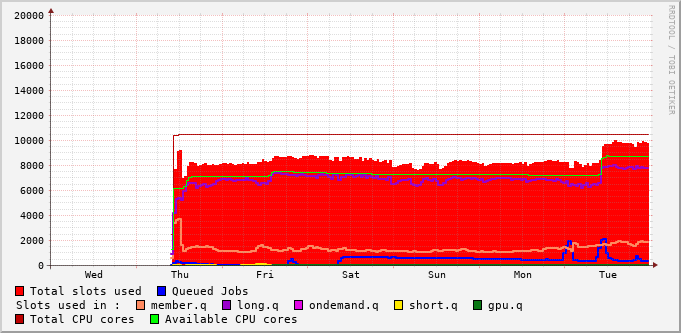 20000
18000
16000
14000
12000
10000
8000
6000
4000
2000
0
Wed Thu Fri Sat Sun Mon Tue
RRDTOOL / TOBI OETIKER
Total slots used Queued Jobs
Slots used in : member.q long.q ondemand.q short.q gpu.q
Total CPU cores Available CPU cores